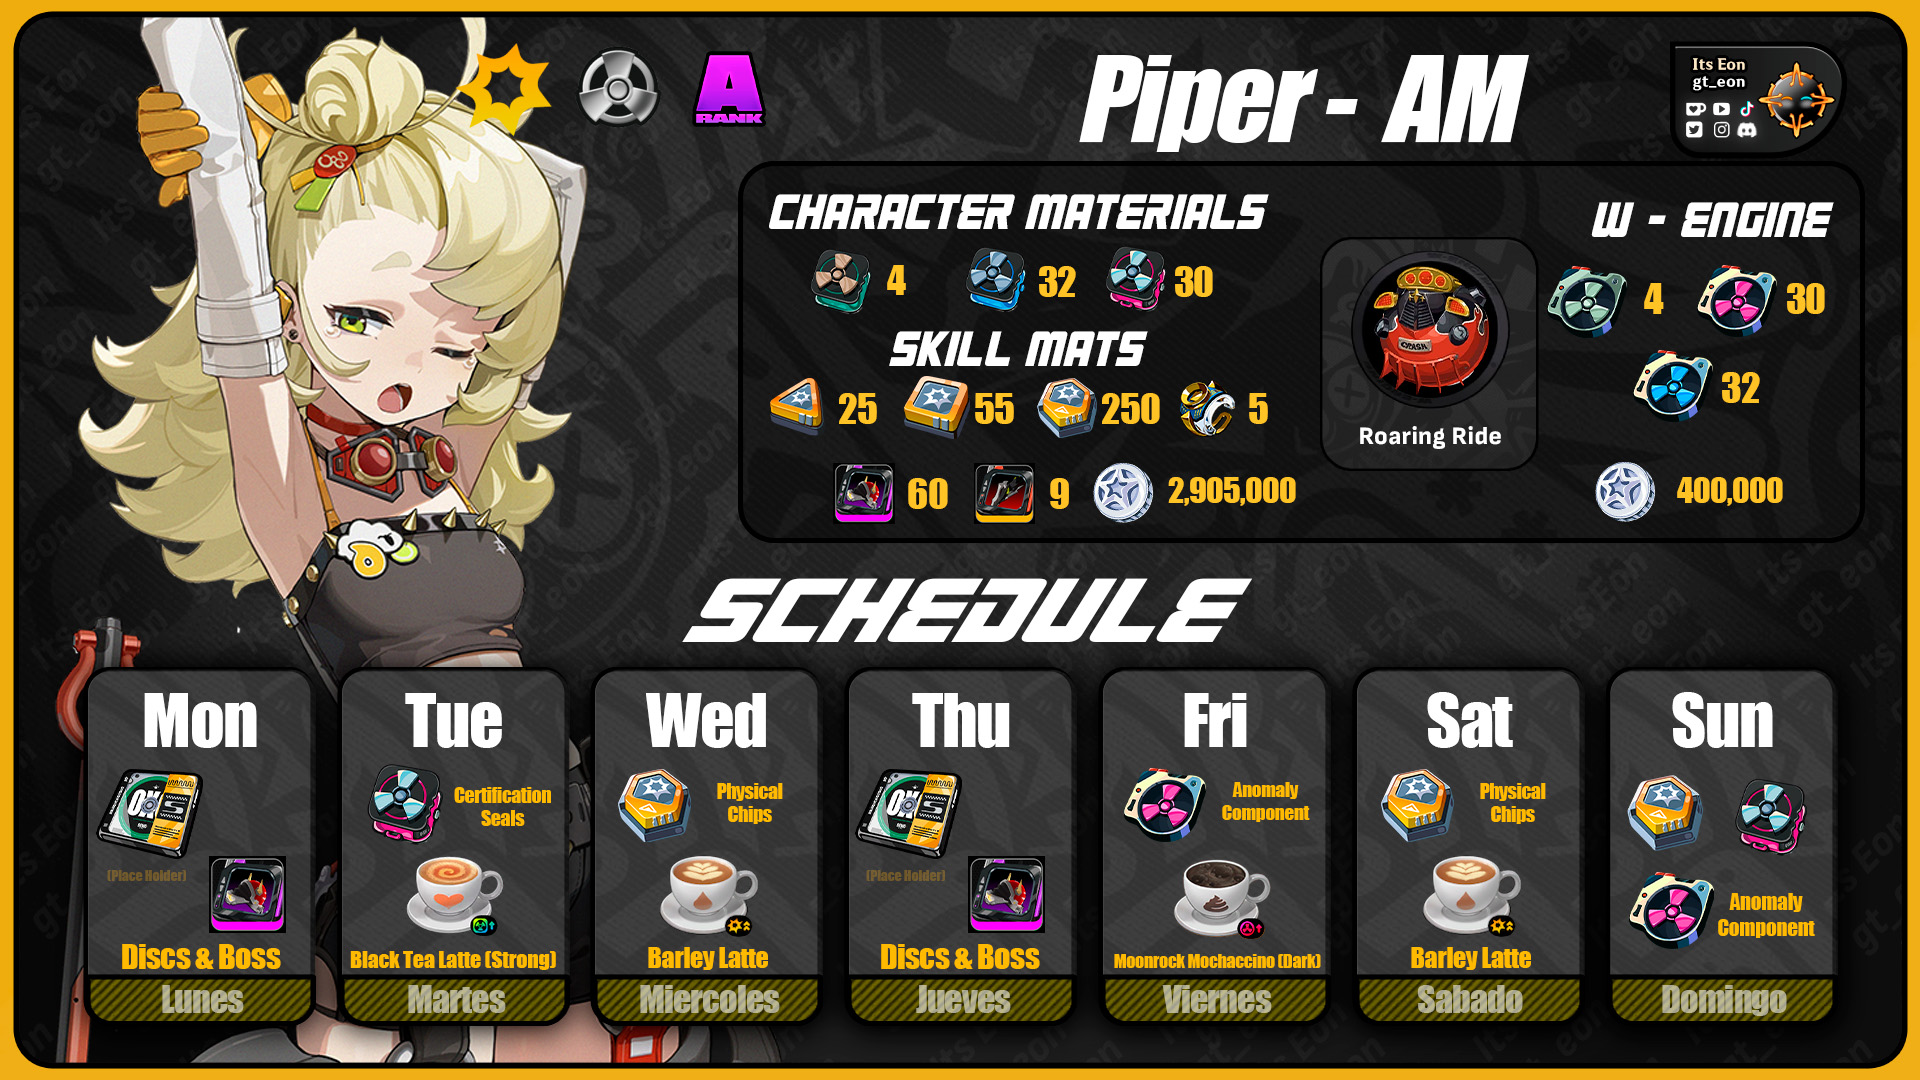 A
RANK
Piper - AM
Its Eon
gt_eon
CHARACTER MATERIALS
4
32
30
SKILL MATS
25
55
250
5
60
9
2,905,000
Roaring Ride
W - ENGINE
4
30
32
400,000
SCHEDULE
Mon
(Place Holder)
Discs & Boss
Lunes
Tue
Certification
Seals
Black Tea Latte (Strong)
Martes
Wed
Physical
Chips
Barley Latte
Miercoles
Thu
(Place Holder)
Discs & Boss
Jueves
Fri
Anomaly
Component
Moonrock Mochaccino (Dark)
Viernes
Sat
Physical
Chips
Barley Latte
Sabado
Sun
Anomaly
Component
Domingo